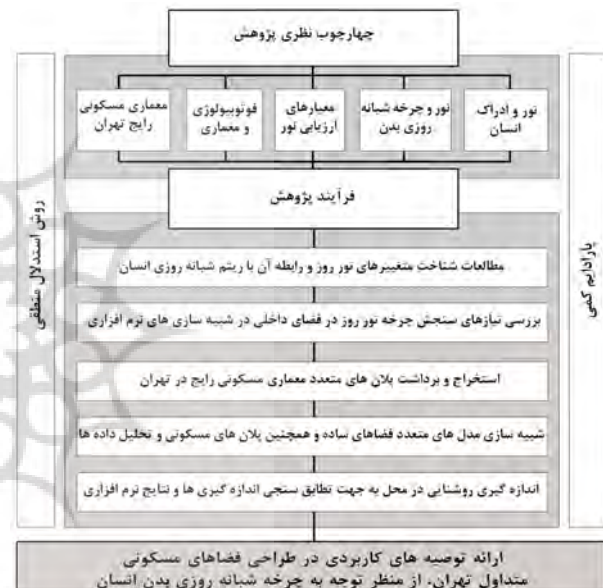 چهارچوب نظری پژوهش
نور و ادراک
انسان
نور و چرخه شبانه
روزی بدن
معیارهای
ارزیابی نور
فوتوبیولوژی
و معماری
معماری مسکونی
رایج تهران
فرآیند پژوهش
مطالعات شناخت متغییرهای نور روز و رابطه آن با ریتم شبانه روزی انسان
بررسی نیازهای سنجش چرخه نور روز در فضای داخلی در شبیه سازی های نرم افزاری
استخراج و برداشت پلان های متعدد معماری مسکونی رایج در تهران
شبیه سازی مدل های متعدد فضاهای ساده و همچنین پلان های مسکونی و تحلیل داده ها
اندازه گیری روشنایی در محل به جهت تطابق سنجی اندازه گیری ها و نتایج نرم افزاری
ارائه توصیه های کاربردی در طراحی فضاهای مسکونی
متداول تهران، از منظر توجه به چرخه شبانه روزی بدن انسان
پارادایم کمی
روش استدلال منطقی